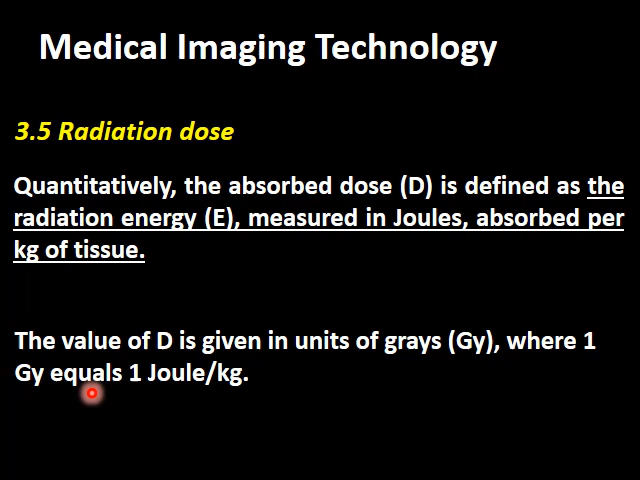 Medical Imaging Technology
3.5 Radiation dose
Quantitatively, the absorbed dose (D) is defined as the
radiation energy (E), measured in Joules, absorbed per
kg of tissue.
The value of D is given in units of grays (Gy), where 1
Gy equals 1 Joule/kg.